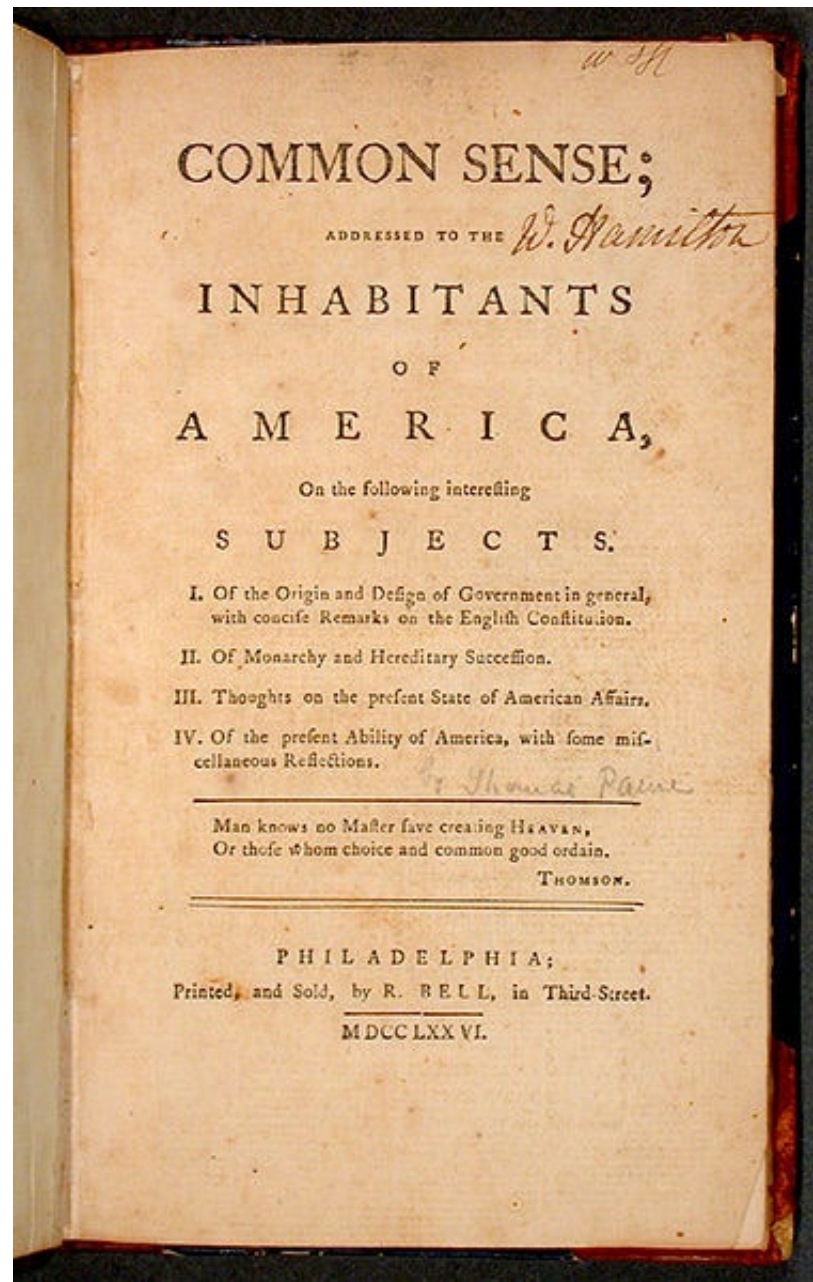 COMMON SENSE;
ADDRESSED TO THE W. Hamilton
INHABITANTS
OF
AMERICA,
On the following intereſting
SUBJECTS.
I. Of the Origin and Deſign of Government in general,
with conciſe Remarks on the Engliſh Conſtitution.
II. Of Monarchy and Hereditary Succeſſion.
III. Thoughts on the preſent State of American Affairs.
IV. Of the preſent Ability of America, with ſome miſ-
cellaneous Reflections.
by Thomas Paine
Man knows no Maſter ſave creating HEAVEN,
Or thoſe whom choice and common good ordain.
THOMSON.
PHILADELPHIA;
Printed, and Sold, by R. BELL, in Third-Street.
MDCCLXXVI.